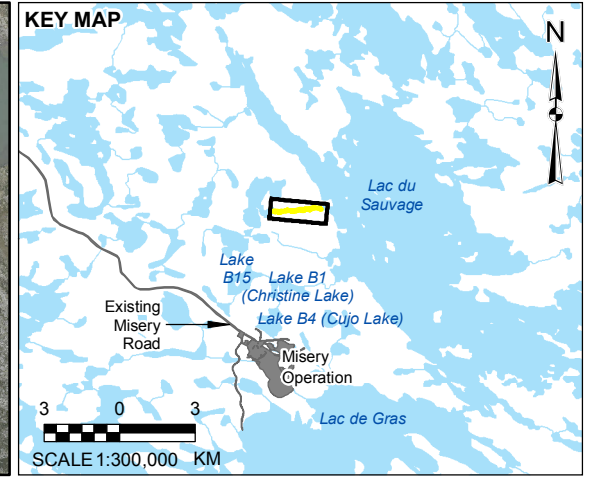 KEY MAP
N
Lac du
Sauvage
Lake
B15
Lake B1
(Christine Lake)
Lake B4 (Cujo Lake)
Existing
Misery
Road
Misery
Operation
Lac de Gras
3 0 3
SCALE 1:300,000 KM